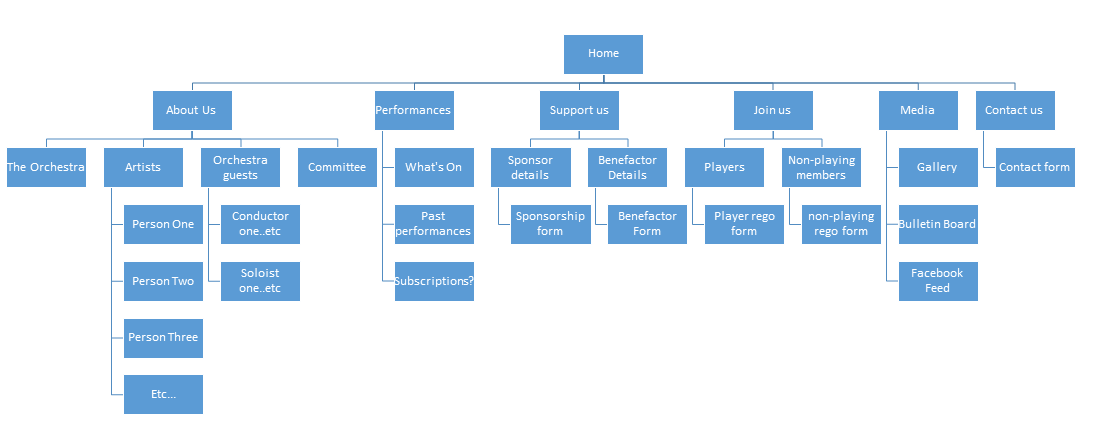 Home
About Us
Performances
Support us
Join us
Media
Contact us
The Orchestra
Artists
Orchestra
guests
Committee
What's On
Sponsor
details
Benefactor
Details
Players
Non-playing
members
Gallery
Contact form
Person One
Conductor
one..etc
Past
performances
Sponsorship
form
Benefactor
Form
Player rego
form
non-playing
rego form
Bulletin Board
Person Two
Soloist
one..etc
Subscriptions?
Facebook
Feed
Person Three
Etc...